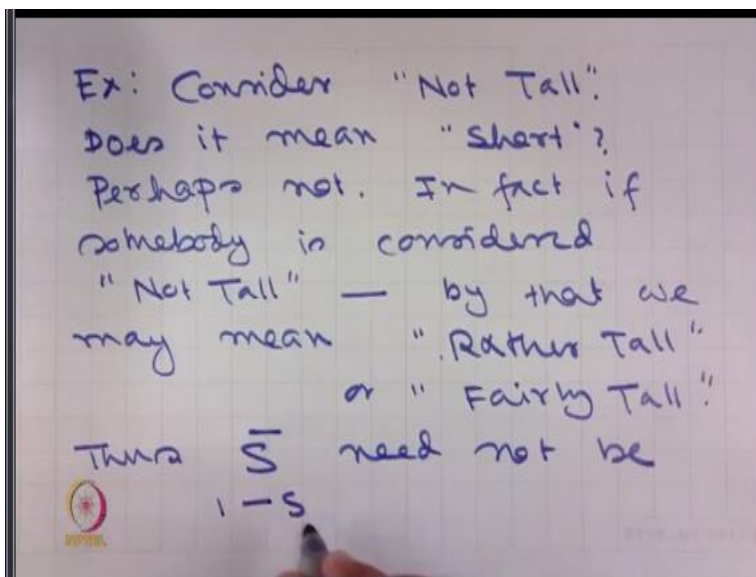 Ex: Consider "Not Tall".
Does it mean "Short"?
Perhaps not. In fact if
somebody is considered
"Not Tall" — by that we
may mean "Rather Tall"
or "Fairly Tall".
Thus S̅ need not be
1 - S
NPTEL